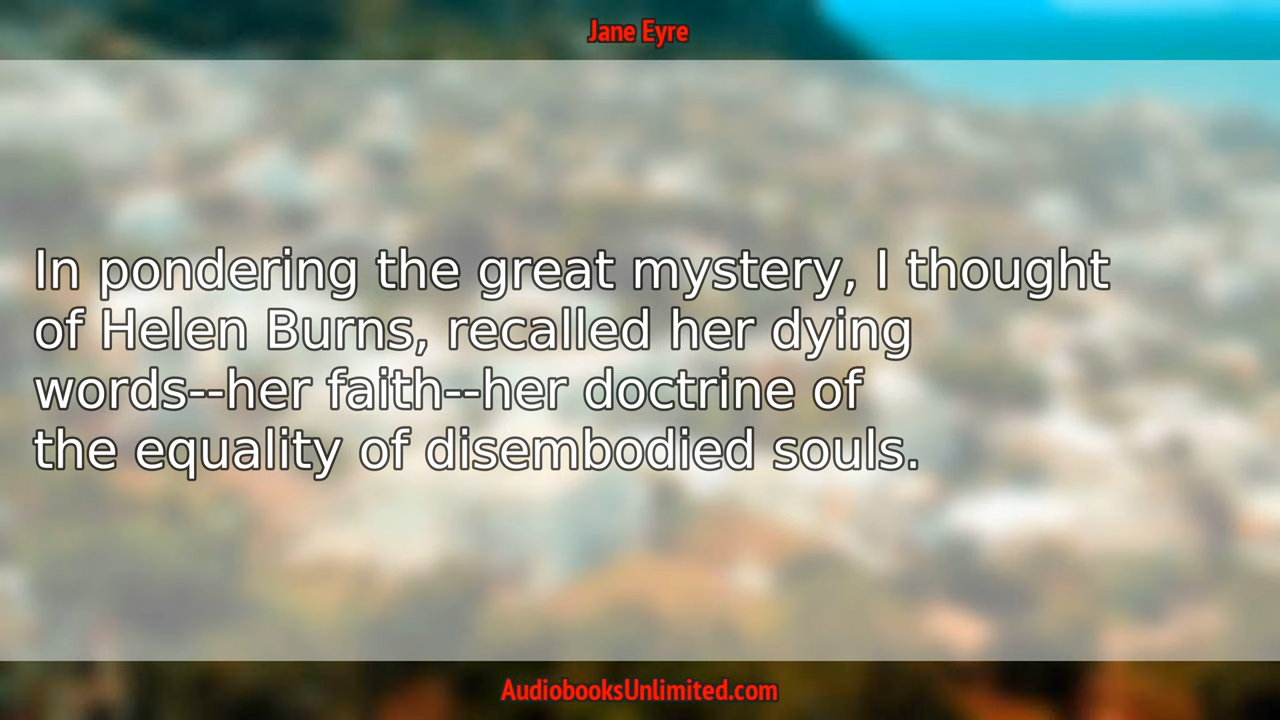 Jane Eyre
In pondering the great mystery, I thought
of Helen Burns, recalled her dying
words--her faith--her doctrine of
the equality of disembodied souls.
AudiobooksUnlimited.com